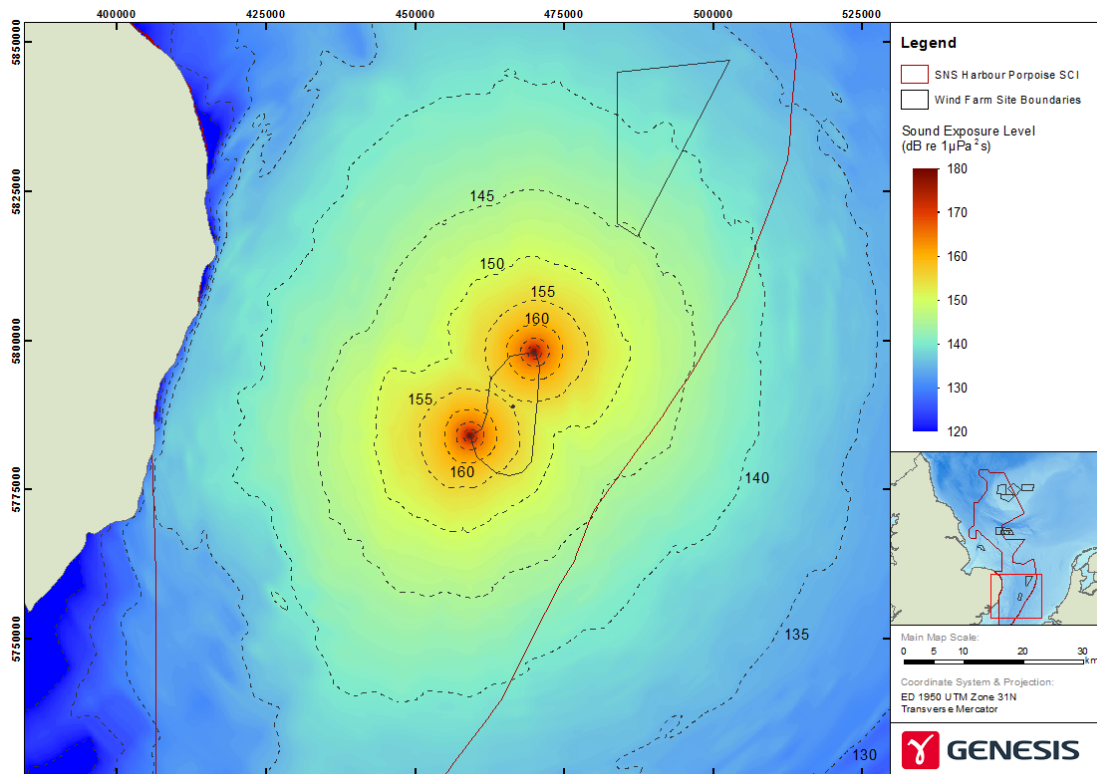 400000 425000 450000 475000 500000 525000
5850000
5825000
5800000
5775000
5750000
145
150
155
160
155
160
140
135
130
Legend
SNS Harbour Porpoise SCI
Wind Farm Site Boundaries
Sound Exposure Level
(dB re 1µPa²s)
180
170
160
150
140
130
120
Main Map Scale:
0 5 10 20 30
km
Coordinate System & Projection:
ED 1950 UTM Zone 31N
Transverse Mercator
GENESIS